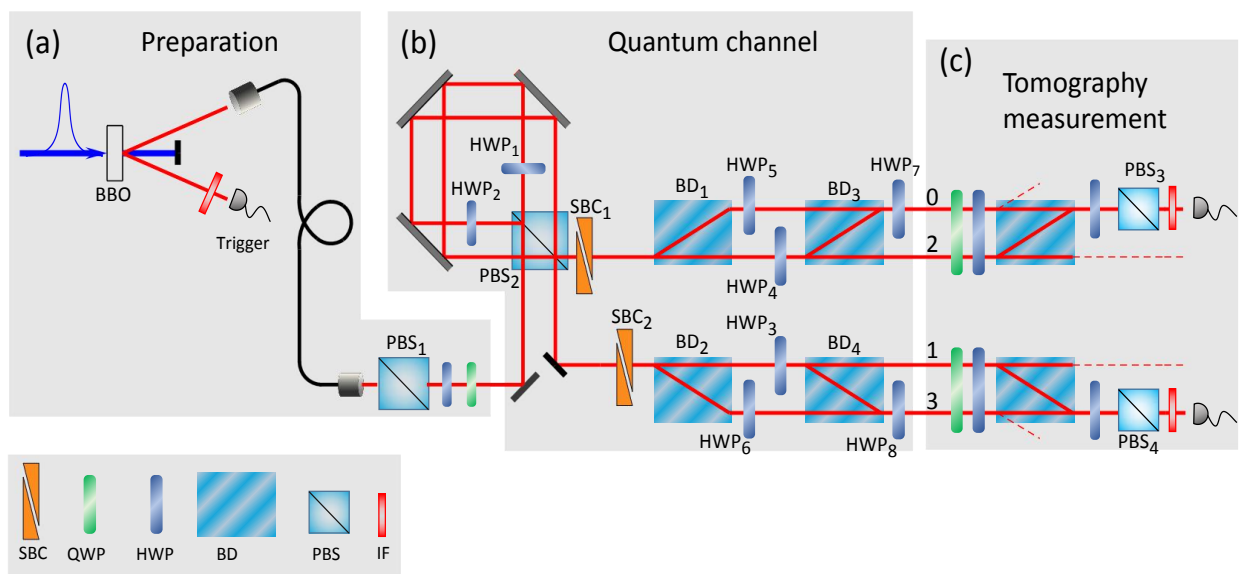 (a)
Preparation
BBO
Trigger
PBS1
(b)
Quantum channel
HWP1
HWP2
PBS2
SBC1
BD1
HWP5
HWP4
BD3
HWP7
0
2
SBC2
BD2
HWP3
HWP6
BD4
HWP8
1
3
(c)
Tomography
measurement
PBS3
PBS4
SBC
QWP
HWP
BD
PBS
IF